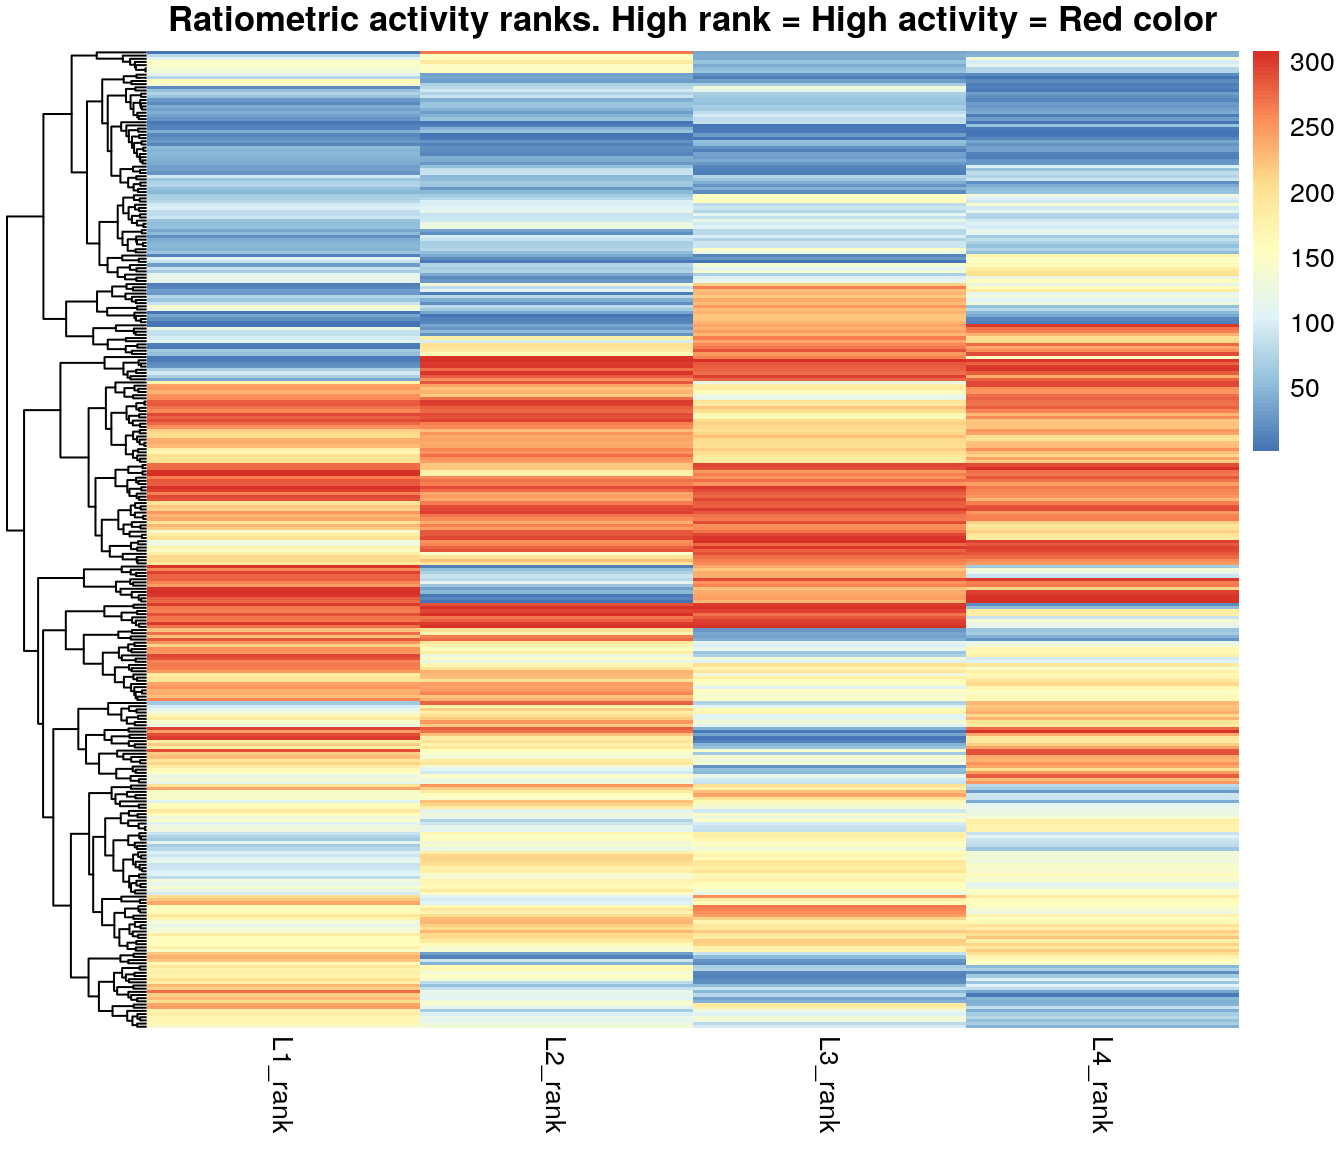 Ratiometric activity ranks. High rank = High activity = Red color
300
250
200
150
100
50
L1_rank
L2_rank
L3_rank
L4_rank